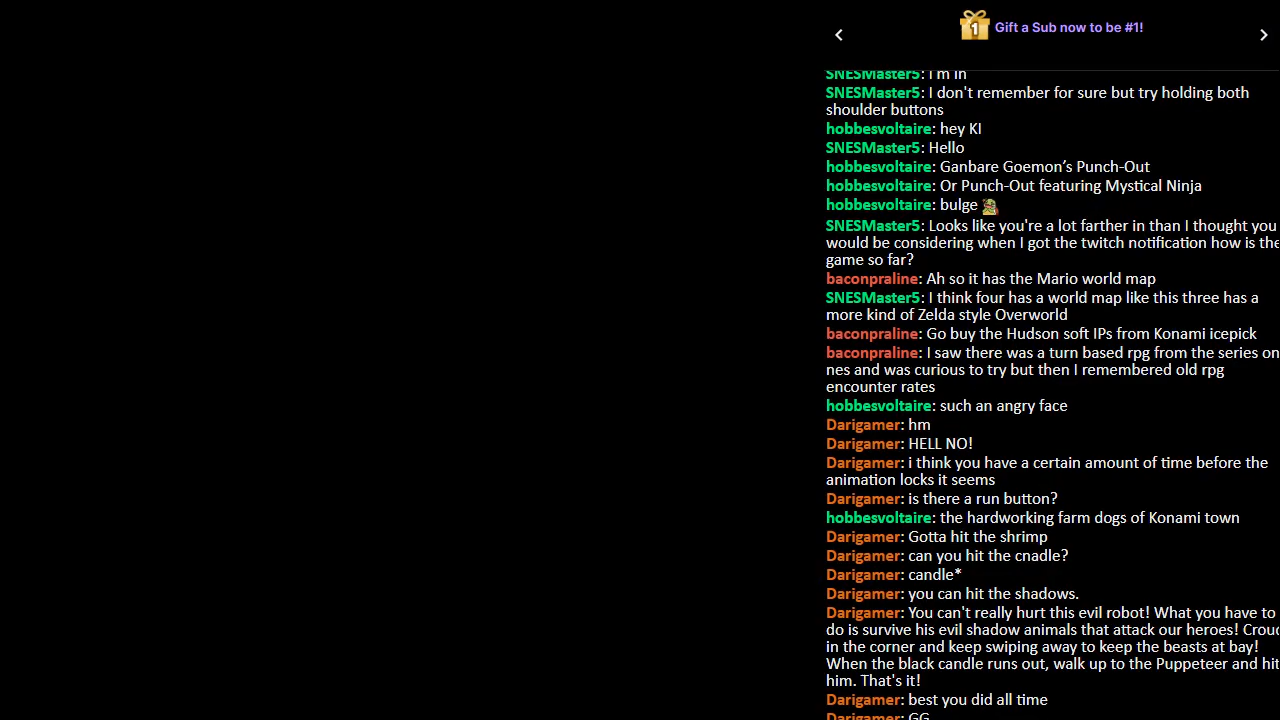 1
Gift a Sub now to be #1!
SNESMaster5: I'm in
SNESMaster5: I don't remember for sure but try holding both
shoulder buttons
hobbesvoltaire: hey KI
SNESMaster5: Hello
hobbesvoltaire: Ganbare Goemon’s Punch-Out
hobbesvoltaire: Or Punch-Out featuring Mystical Ninja
hobbesvoltaire: bulge
SNESMaster5: Looks like you're a lot farther in than I thought you
would be considering when I got the twitch notification how is the
game so far?
baconpraline: Ah so it has the Mario world map
SNESMaster5: I think four has a world map like this three has a
more kind of Zelda style Overworld
baconpraline: Go buy the Hudson soft IPs from Konami icepick
baconpraline: I saw there was a turn based rpg from the series on
nes and was curious to try but then I remembered old rpg
encounter rates
hobbesvoltaire: such an angry face
Darigamer: hm
Darigamer: HELL NO!
Darigamer: i think you have a certain amount of time before the
animation locks it seems
Darigamer: is there a run button?
hobbesvoltaire: the hardworking farm dogs of Konami town
Darigamer: Gotta hit the shrimp
Darigamer: can you hit the cnadle?
Darigamer: candle*
Darigamer: you can hit the shadows.
Darigamer: You can't really hurt this evil robot! What you have to
do is survive his evil shadow animals that attack our heroes! Crouc
in the corner and keep swiping away to keep the beasts at bay!
When the black candle runs out, walk up to the Puppeteer and hit
him. That's it!
Darigamer: best you did all time
Darigamer: GG